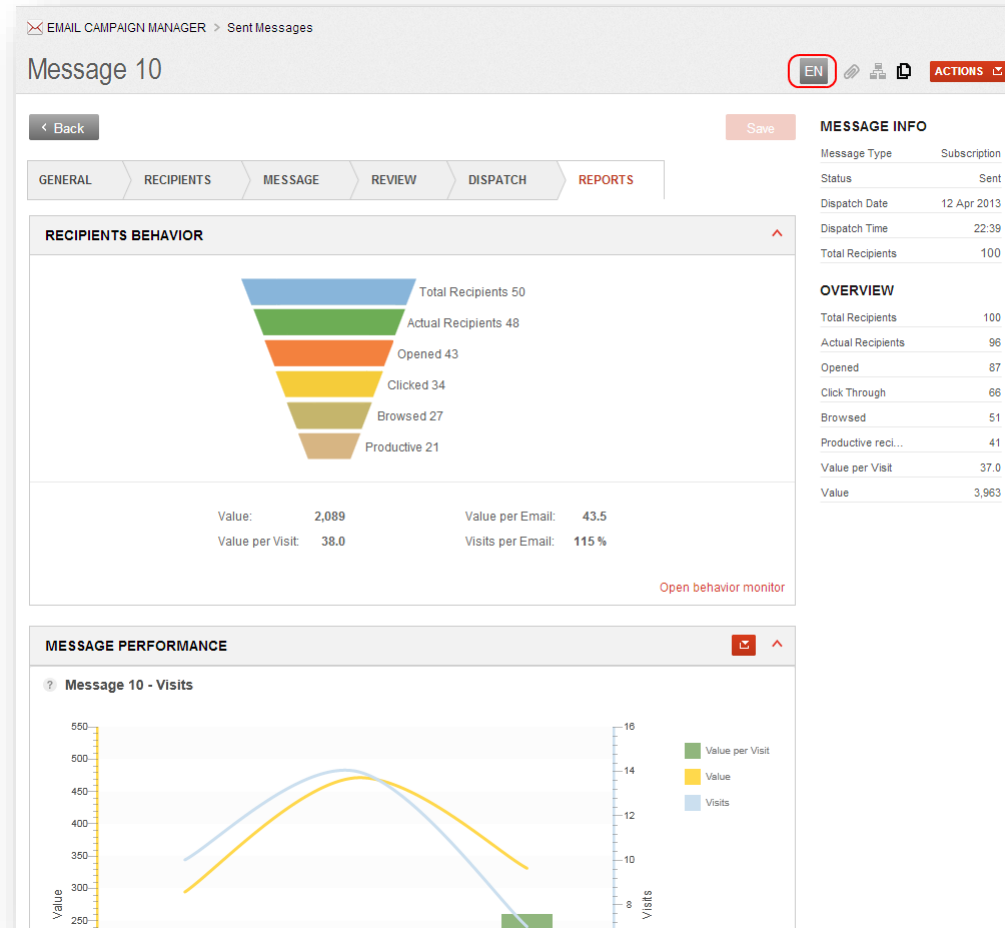 EMAIL CAMPAIGN MANAGER > Sent Messages
Message 10
EN
ACTIONS
< Back
Save
GENERAL
RECIPIENTS
MESSAGE
REVIEW
DISPATCH
REPORTS
RECIPIENTS BEHAVIOR
Total Recipients 50
Actual Recipients 48
Opened 43
Clicked 34
Browsed 27
Productive 21
Value: 2,089
Value per Email: 43.5
Value per Visit: 38.0
Visits per Email: 115 %
Open behavior monitor
MESSAGE PERFORMANCE
? Message 10 - Visits
550
500
450
400
350
300
250
Value
16
14
12
10
8
Visits
Value per Visit
Value
Visits
MESSAGE INFO
Message Type Subscription
Status Sent
Dispatch Date 12 Apr 2013
Dispatch Time 22:39
Total Recipients 100
OVERVIEW
Total Recipients 100
Actual Recipients 96
Opened 87
Click Through 66
Browsed 51
Productive reci... 41
Value per Visit 37.0
Value 3,963